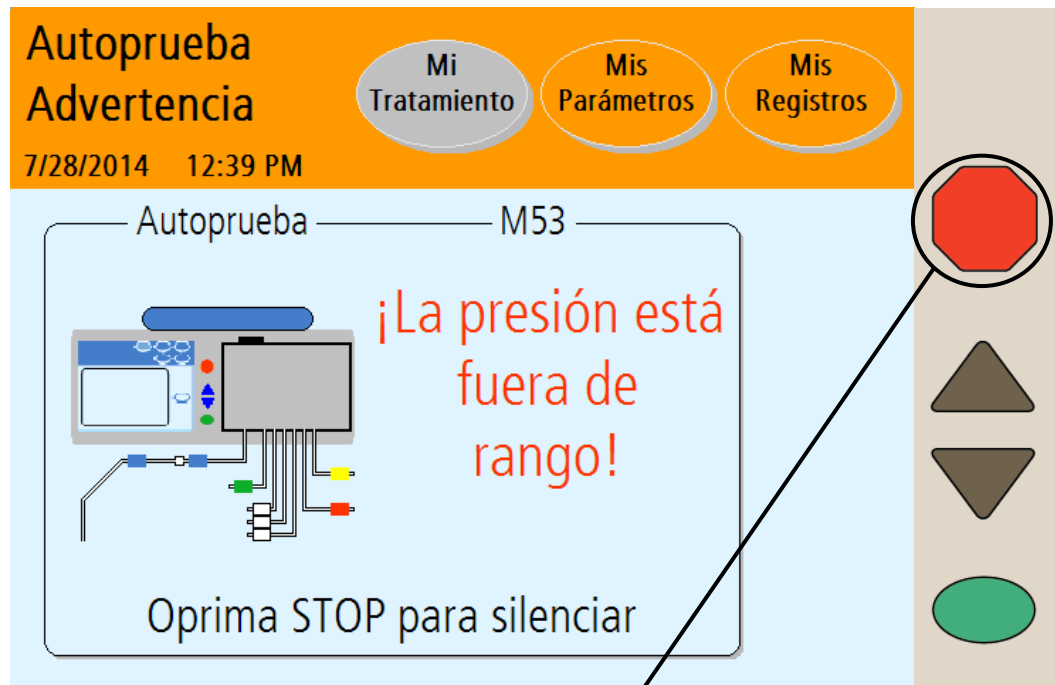 Autoprueba
Advertencia
7/28/2014 12:39 PM
Mi
Tratamiento
Mis
Parámetros
Mis
Registros
Autoprueba M53
¡La presión está
fuera de
rango!
Oprima STOP para silenciar